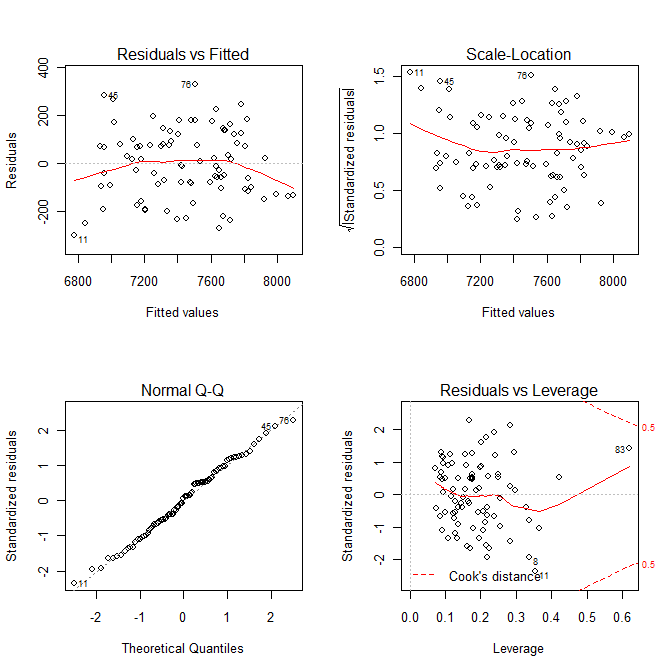 Residuals vs Fitted
Residuals
400
200
0
200
45
76
11
6800 7200 7600 8000
Fitted values
Scale-Location
√|Standardized residuals|
1.5
1.0
0.5
0.0
11
45
76
6800 7200 7600 8000
Fitted values
Normal Q-Q
Standardized residuals
2
1
0
-1
-2
45
76
11
-2 -1 0 1 2
Theoretical Quantiles
Residuals vs Leverage
Standardized residuals
2
1
0
-1
-2
0.5
83
8
11
0.5
Cook's distance
0.0 0.1 0.2 0.3 0.4 0.5 0.6
Leverage